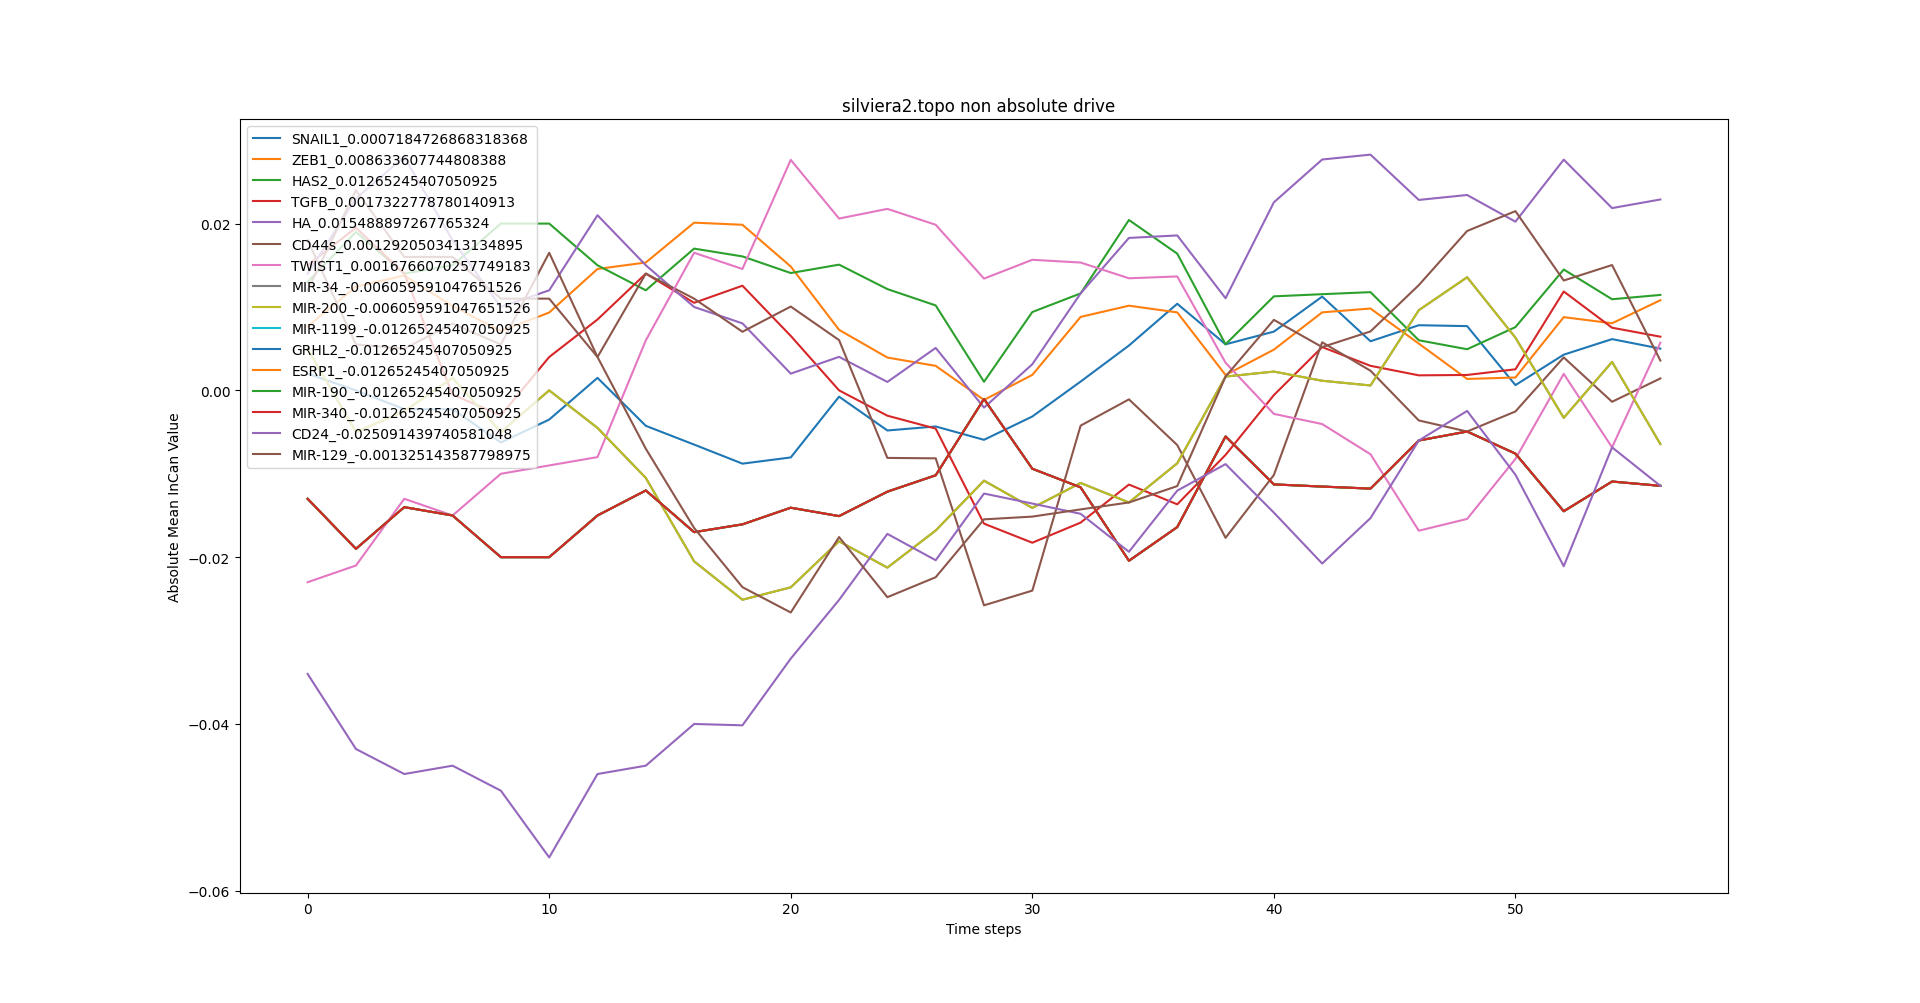 silviera2.topo non absolute drive
SNAIL1_0.0007184726868318368
ZEB1_0.008633607744808388
HAS2_0.01265245407050925
TGFB_0.0017322778780140913
HA_0.015488897267765324
CD44s_0.0012920503413134895
TWIST1_0.0016766070257749183
MIR-34_-0.006059591047651526
MIR-200_-0.006059591047651526
MIR-1199_-0.01265245407050925
GRHL2_-0.01265245407050925
ESRP1_-0.01265245407050925
MIR-190_-0.01265245407050925
MIR-340_-0.01265245407050925
CD24_-0.025091439740581048
MIR-129_-0.001325143587798975
0.02
0.00
−0.02
−0.04
−0.06
Absolute Mean InCan Value
0 10 20 30 40 50
Time steps